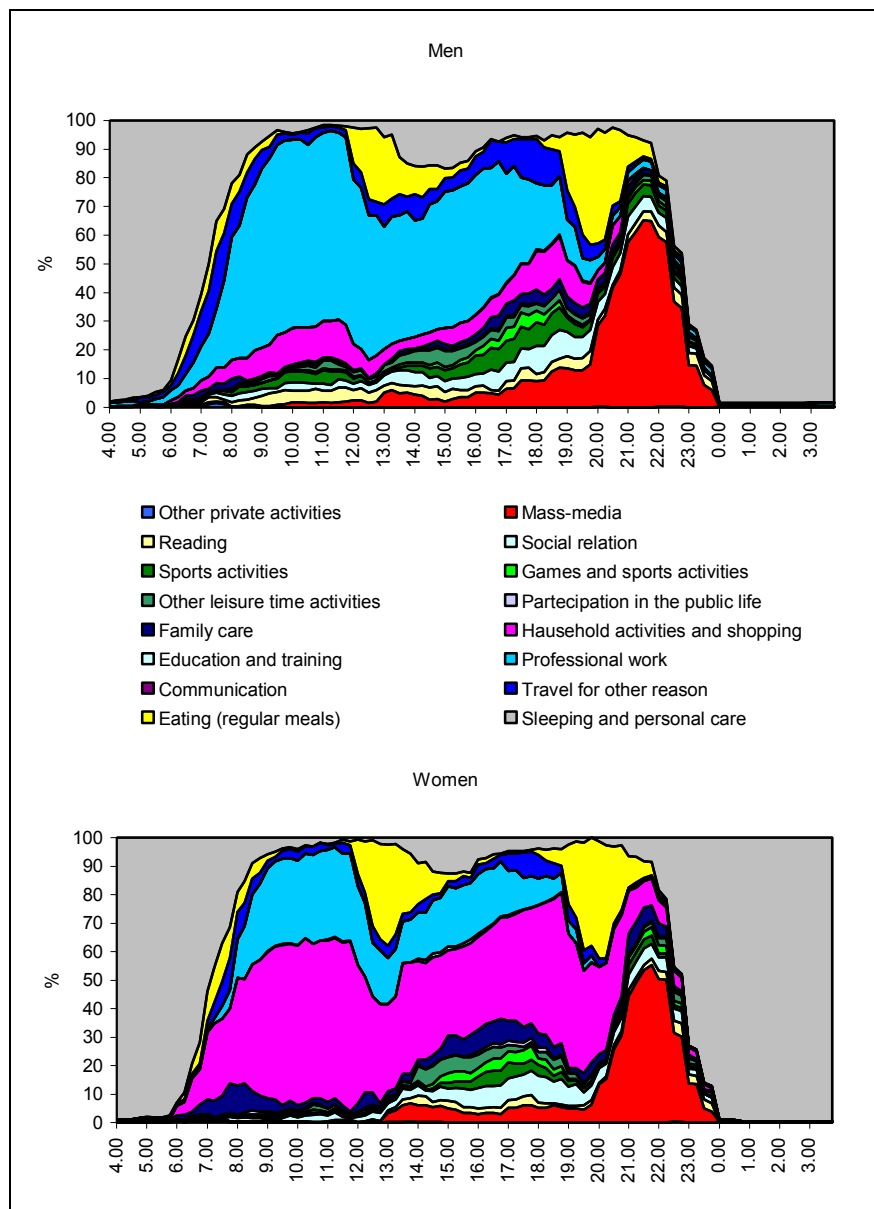 Men
100
90
80
70
60
50
40
30
20
10
0
%
4.00 5.00 6.00 7.00 8.00 9.00 10.00 11.00 12.00 13.00 14.00 15.00 16.00 17.00 18.00 19.00 20.00 21.00 22.00 23.00 0.00 1.00 2.00 3.00
Other private activities Mass-media
Reading Social relation
Sports activities Games and sports activities
Other leisure time activities Partecipation in the public life
Family care Hausehold activities and shopping
Education and training Professional work
Communication Travel for other reason
Eating (regular meals) Sleeping and personal care
Women
100
90
80
70
60
50
40
30
20
10
0
%
4.00 5.00 6.00 7.00 8.00 9.00 10.00 11.00 12.00 13.00 14.00 15.00 16.00 17.00 18.00 19.00 20.00 21.00 22.00 23.00 0.00 1.00 2.00 3.00